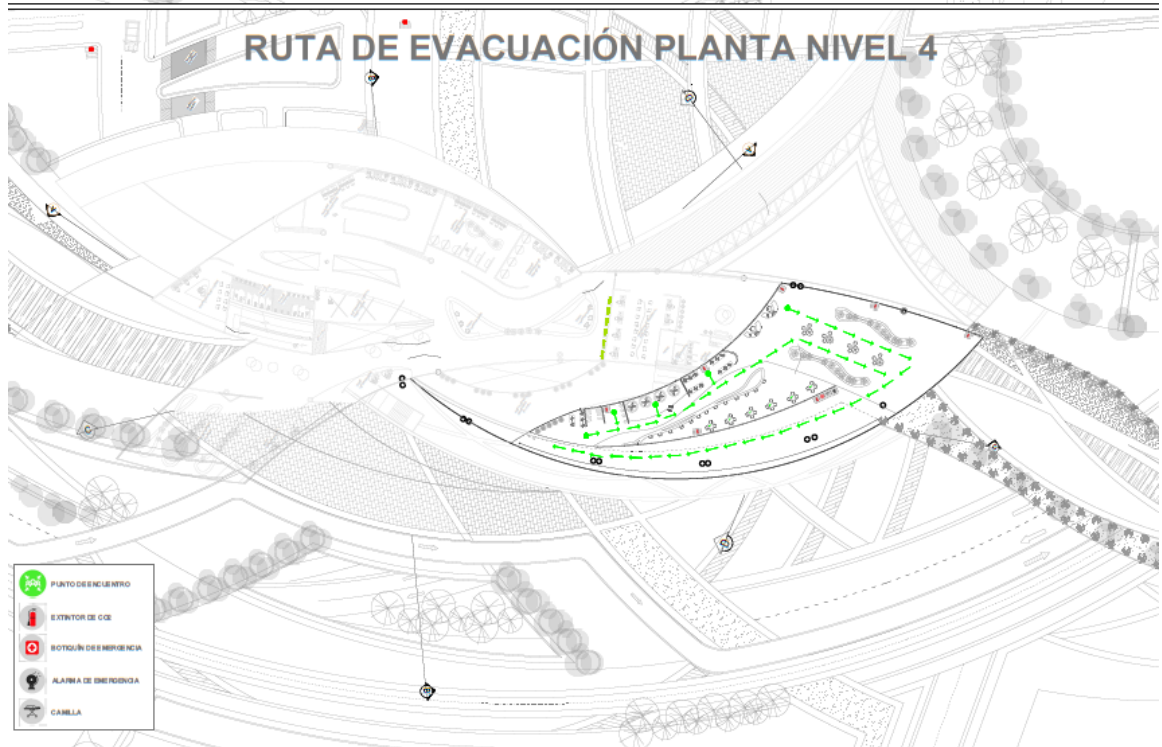 RUTA DE EVACUACIÓN PLANTA NIVEL 4
PUNTO DE ENCUENTRO
EXTINTOR DE CO2
BOTIQUÍN DE EMERGENCIA
ALARMA DE EMERGENCIA
CAMILLA